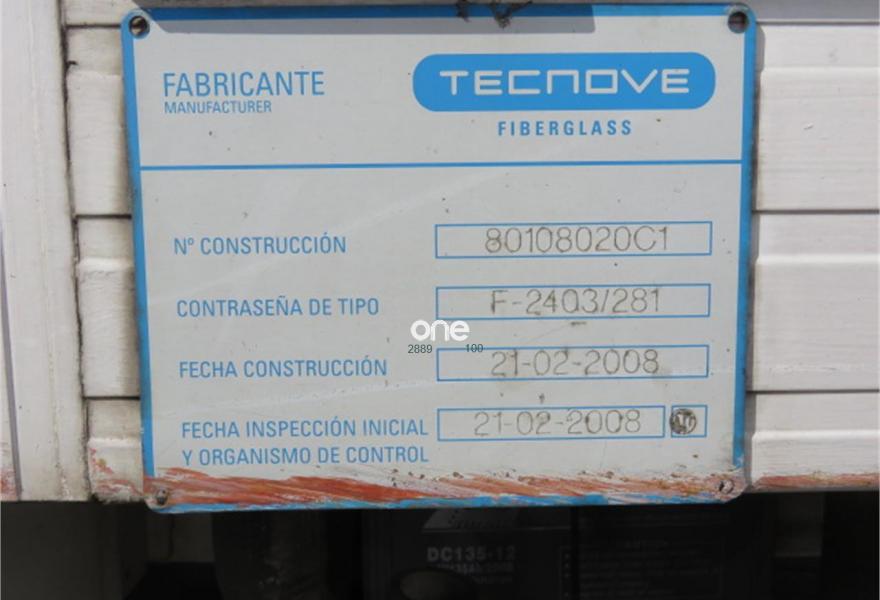 FABRICANTE
MANUFACTURER
TECNOVE
FIBERGLASS
Nº CONSTRUCCIÓN 80108020C1
CONTRASEÑA DE TIPO F-2403/281
one
2889 100
FECHA CONSTRUCCIÓN 21-02-2008
FECHA INSPECCIÓN INICIAL 21-02-2008
Y ORGANISMO DE CONTROL
DC135-12